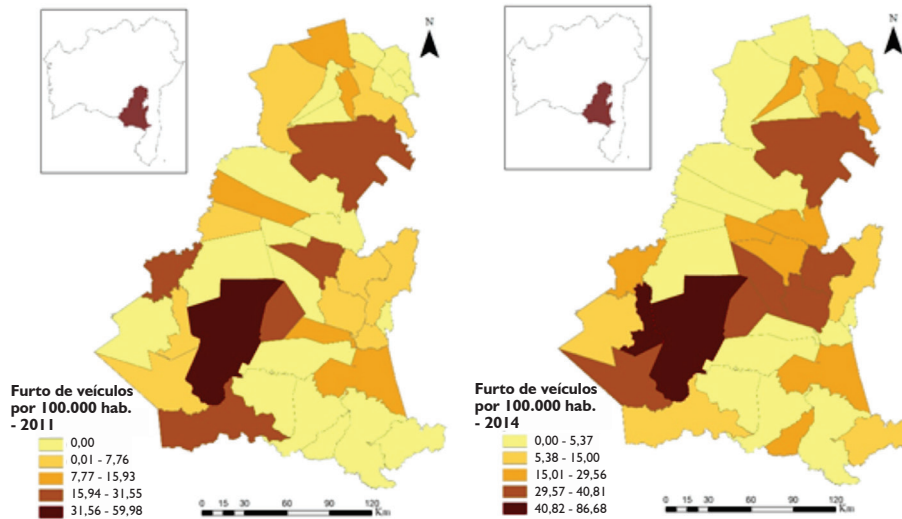 N
Furto de veículos
por 100.000 hab.
- 2011
0,00
0,01 - 7,76
7,77 - 15,93
15,94 - 31,55
31,56 - 59,98
0 15 30 60 90 120
Km
N
Furto de veículos
por 100.000 hab.
- 2014
0,00 - 5,37
5,38 - 15,00
15,01 - 29,56
29,57 - 40,81
40,82 - 86,68
0 15 30 60 90 120
Km